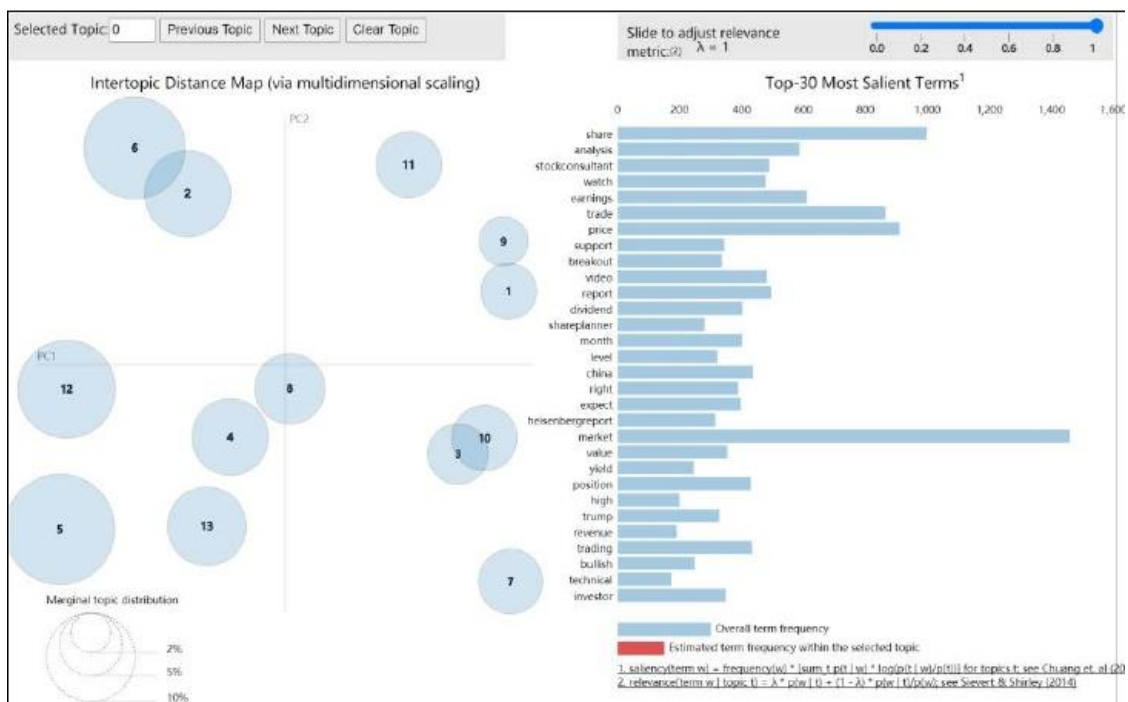 Selected Topic: 0 Previous Topic Next Topic Clear Topic
Slide to adjust relevance
metric:(2) λ = 1
0.0 0.2 0.4 0.6 0.8 1
Intertopic Distance Map (via multidimensional scaling)
PC2
PC1
6
2
11
9
1
12
8
4
10
3
5
13
7
Marginal topic distribution
2%
5%
10%
Top-30 Most Salient Terms1
0 200 400 600 800 1,000 1,200 1,400 1,600
share
analysis
stockconsultant
watch
earnings
trade
price
support
breakout
video
report
dividend
shareplanner
month
level
china
right
expect
heisenbergreport
market
value
yield
position
high
trump
revenue
trading
bullish
technical
investor
Overall term frequency
Estimated term frequency within the selected topic
1. saliency(term w) = frequency(w) * [sum_t p(t | w) * log(p(t | w)/p(t))] for topics t; see Chuang et. al (20
2. relevance(term w | topic t) = λ * p(w | t) + (1 - λ) * p(w | t)/p(w); see Sievert & Shirley (2014)